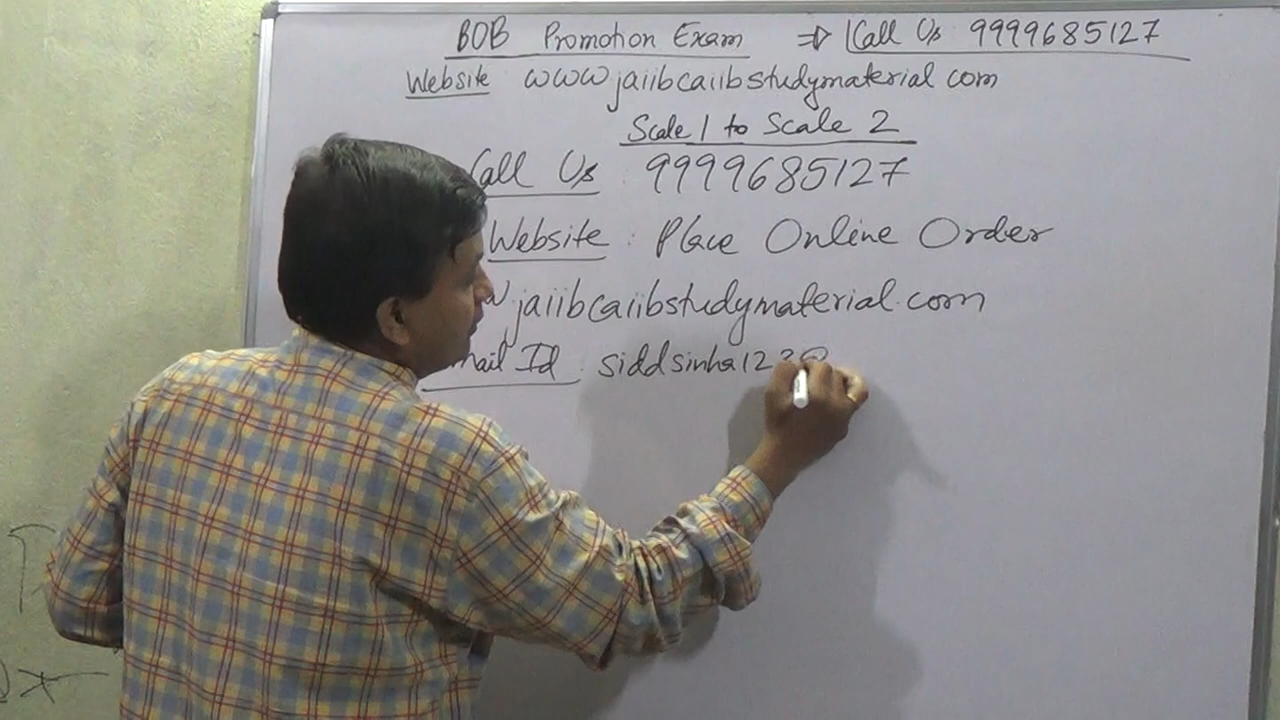 BOB Promotion Exam ⇒ Call Us 9999685127
Website www jaiibcaiibstudymaterial com
Scale 1 to Scale 2
Call Us 9999685127
Website : Place Online Order
w jaiibcaiibstudymaterial.com
mail Id : siddsinha123@